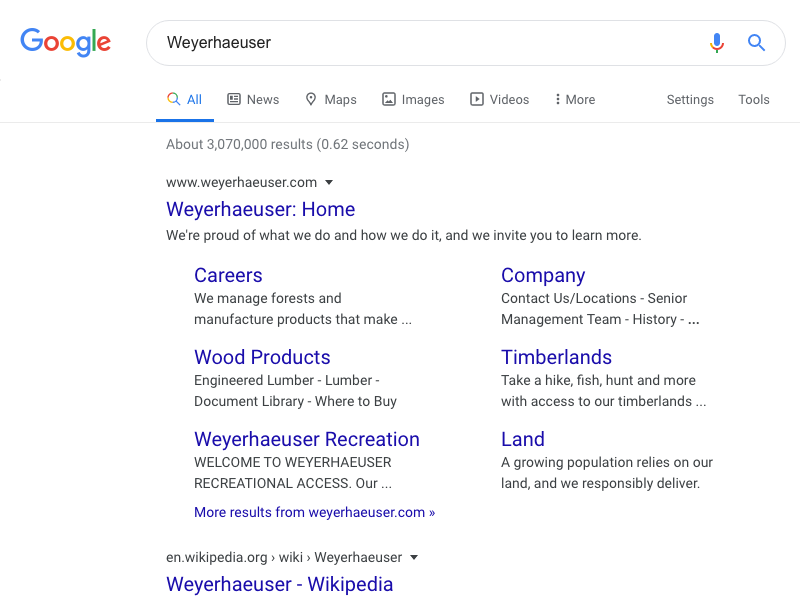 Google
Weyerhaeuser
All News Maps Images Videos More Settings Tools
About 3,070,000 results (0.62 seconds)
www.weyerhaeuser.com
Weyerhaeuser: Home
We're proud of what we do and how we do it, and we invite you to learn more.
Careers
We manage forests and
manufacture products that make ...
Company
Contact Us/Locations - Senior
Management Team - History - ...
Wood Products
Engineered Lumber - Lumber -
Document Library - Where to Buy
Timberlands
Take a hike, fish, hunt and more
with access to our timberlands ...
Weyerhaeuser Recreation
WELCOME TO WEYERHAEUSER
RECREATIONAL ACCESS. Our ...
Land
A growing population relies on our
land, and we responsibly deliver.
More results from weyerhaeuser.com »
en.wikipedia.org › wiki › Weyerhaeuser
Weyerhaeuser - Wikipedia